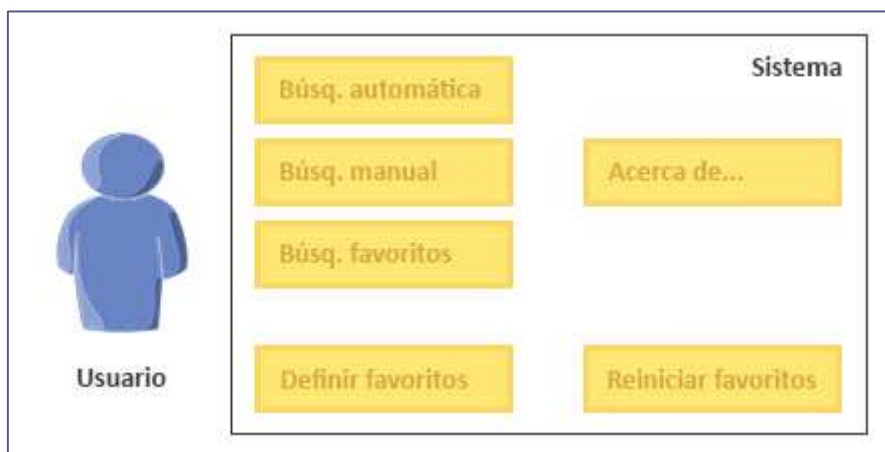 Sistema
Búsq. automática
Búsq. manual
Acerca de...
Búsq. favoritos
Usuario
Definir favoritos
Reiniciar favoritos